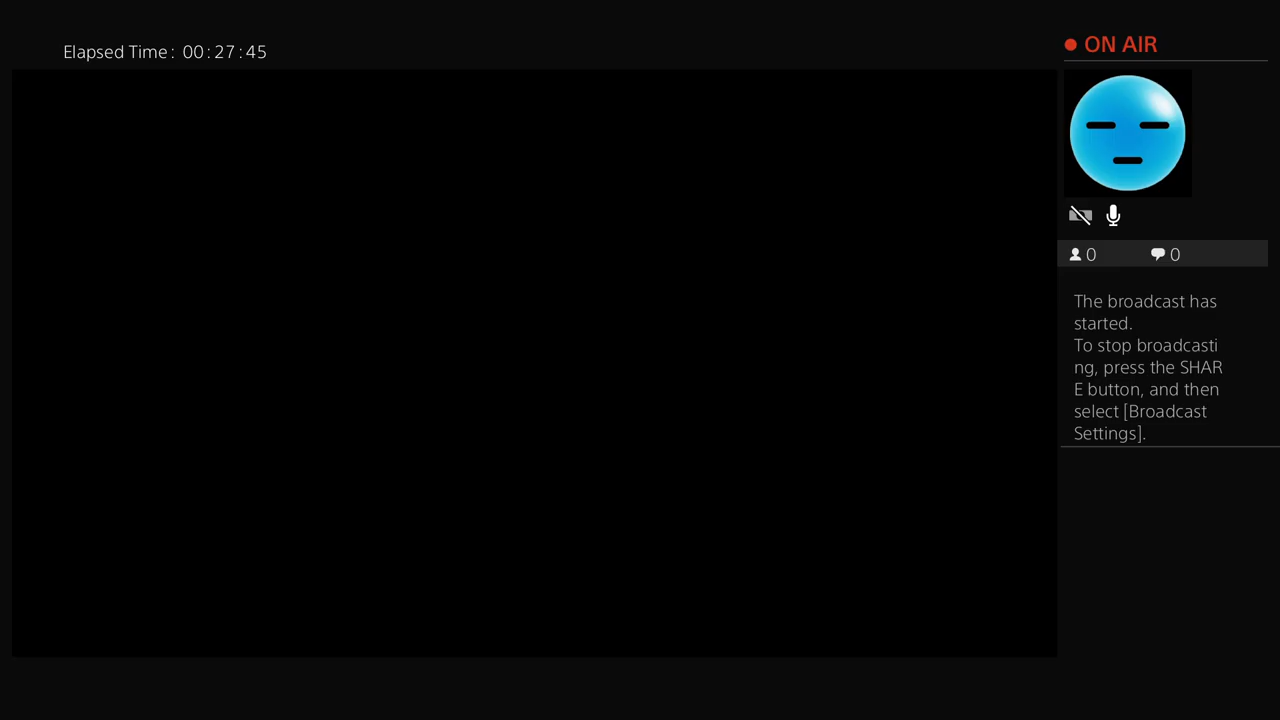 Elapsed Time: 00:27:45
ON AIR
0 0
The broadcast has
started.
To stop broadcasti
ng, press the SHAR
E button, and then
select [Broadcast
Settings].